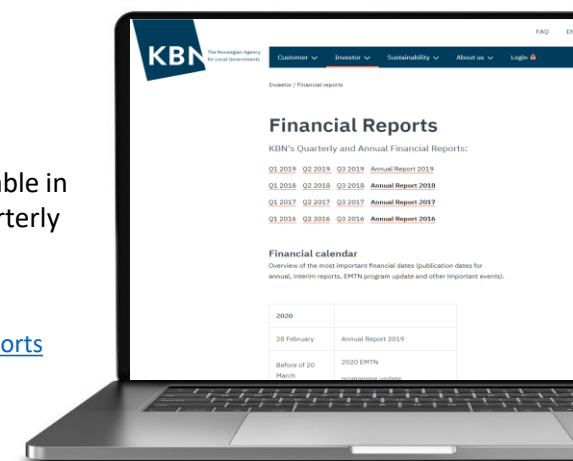 FAQ
KBN The Norwegian Agency
for Local Governments
Customer Investor Sustainability About us Login
Investor / Financial reports
Financial Reports
KBN's Quarterly and Annual Financial Reports:
Q1 2019 Q2 2019 Q3 2019 Annual Report 2019
Q1 2018 Q2 2018 Q3 2018 Annual Report 2018
Q1 2017 Q2 2017 Q3 2017 Annual Report 2017
Q1 2016 Q2 2016 Q3 2016 Annual Report 2016
Financial calendar
Overview of the most important financial dates (publication dates for
annual, interim reports, EMTN program update and other important events).
2020
28 February Annual Report 2019
Before of 20
March
2020 EMTN
programme update
able in
rterly
orts